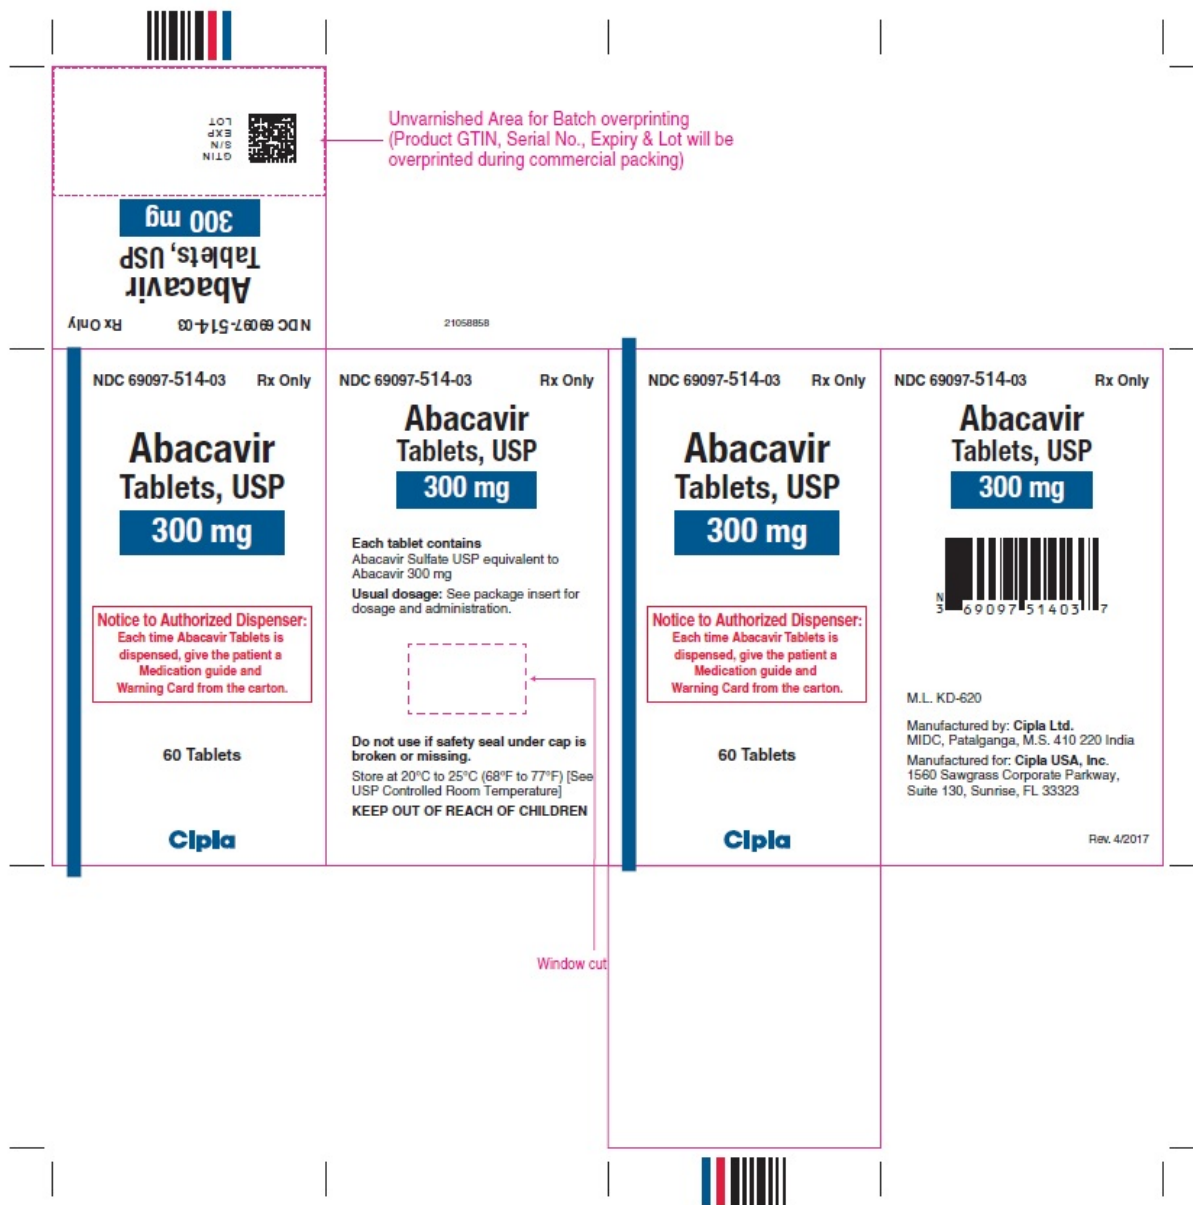 GTIN
S/N
EXP
LOT
Unvarnished Area for Batch overprinting
(Product GTIN, Serial No., Expiry & Lot will be
overprinted during commercial packing)
NDC 69097-514-03 Rx Only
Abacavir
Tablets, USP
300 mg
21058858
NDC 69097-514-03 Rx Only
Abacavir
Tablets, USP
300 mg
Notice to Authorized Dispenser:
Each time Abacavir Tablets is
dispensed, give the patient a
Medication guide and
Warning Card from the carton.
60 Tablets
Cipla
NDC 69097-514-03 Rx Only
Abacavir
Tablets, USP
300 mg
Each tablet contains
Abacavir Sulfate USP equivalent to
Abacavir 300 mg
Usual dosage: See package insert for
dosage and administration.
Do not use if safety seal under cap is
broken or missing.
Store at 20°C to 25°C (68°F to 77°F) [See
USP Controlled Room Temperature]
KEEP OUT OF REACH OF CHILDREN
Window cut
NDC 69097-514-03 Rx Only
Abacavir
Tablets, USP
300 mg
Notice to Authorized Dispenser:
Each time Abacavir Tablets is
dispensed, give the patient a
Medication guide and
Warning Card from the carton.
60 Tablets
Cipla
NDC 69097-514-03 Rx Only
Abacavir
Tablets, USP
300 mg
N
3 69097 51403 7
M.L. KD-620
Manufactured by: Cipla Ltd.
MIDC, Patalganga, M.S. 410 220 India
Manufactured for: Cipla USA, Inc.
1560 Sawgrass Corporate Parkway,
Suite 130, Sunrise, FL 33323
Rev. 4/2017